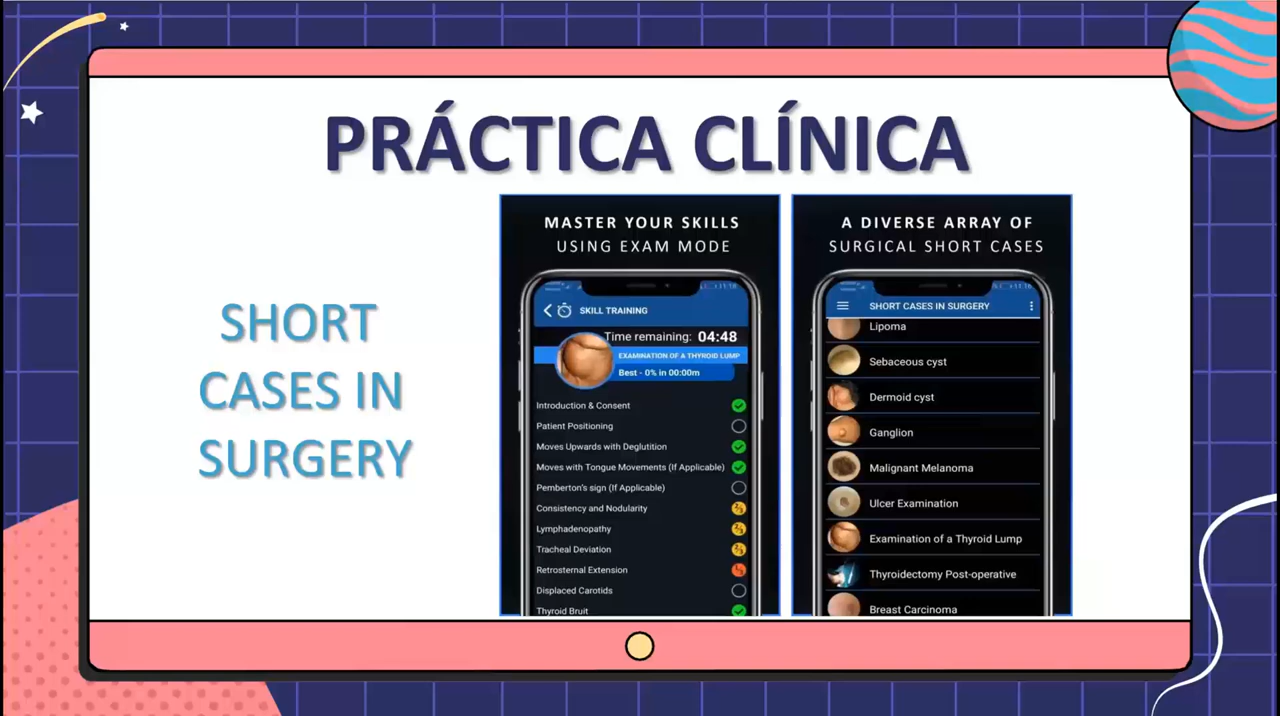 PRÁCTICA CLÍNICA
SHORT
CASES IN
SURGERY
MASTER YOUR SKILLS
USING EXAM MODE
SKILL TRAINING
Time remaining: 04:48
EXAMINATION OF A THYROID LUMP
Best - 0% in 00:00m
Introduction & Consent
Patient Positioning
Moves Upwards with Deglutition
Moves with Tongue Movements (If Applicable)
Pemberton's sign (If Applicable)
Consistency and Nodularity
Lymphadenopathy
Tracheal Deviation
Retrosternal Extension
Displaced Carotids
Thyroid Bruit
A DIVERSE ARRAY OF
SURGICAL SHORT CASES
SHORT CASES IN SURGERY
Lipoma
Sebaceous cyst
Dermoid cyst
Ganglion
Malignant Melanoma
Ulcer Examination
Examination of a Thyroid Lump
Thyroidectomy Post-operative
Breast Carcinoma